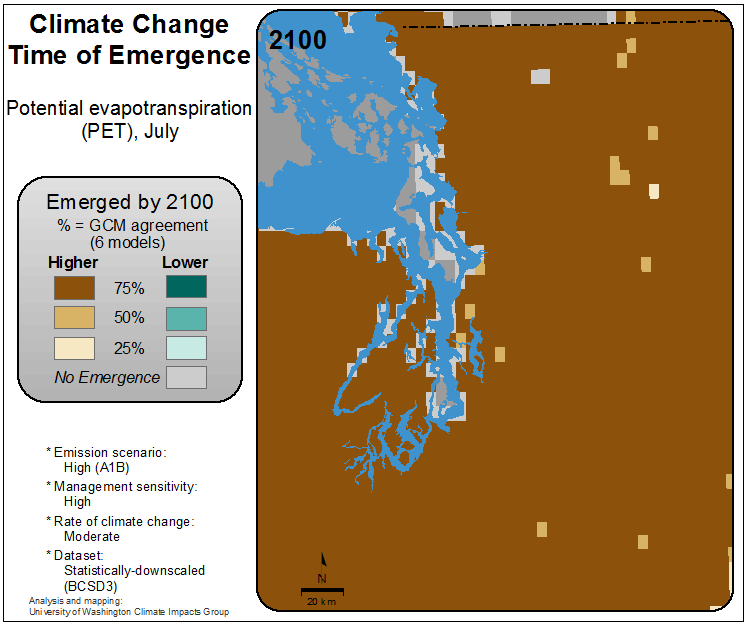 Climate Change
Time of Emergence
Potential evapotranspiration
(PET), July
Emerged by 2100
% = GCM agreement
(6 models)
Higher Lower
75%
50%
25%
No Emergence
* Emission scenario:
High (A1B)
* Management sensitivity:
High
* Rate of climate change:
Moderate
* Dataset:
Statistically-downscaled
(BCSD3)
Analysis and mapping:
University of Washington Climate Impacts Group
2100
N
20 km